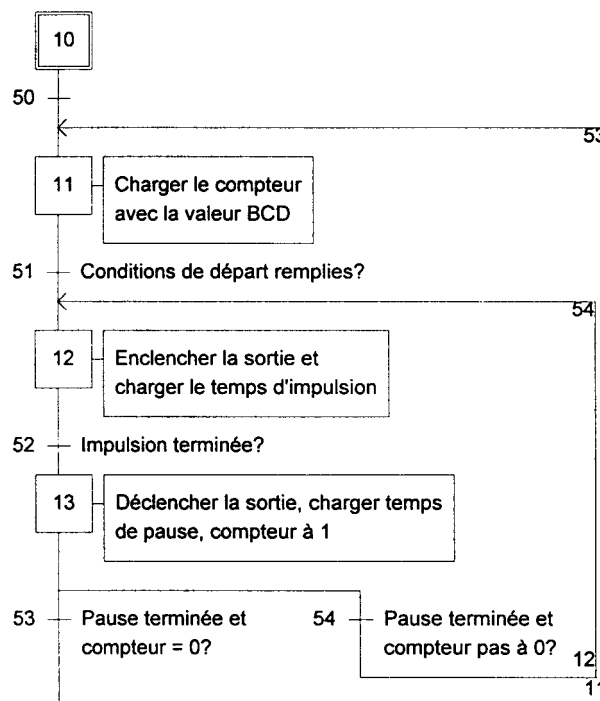 10
50
53
11
Charger le compteur
avec la valeur BCD
51
Conditions de départ remplies?
54
12
Enclencher la sortie et
charger le temps d'impulsion
52
Impulsion terminée?
13
Déclencher la sortie, charger temps
de pause, compteur à 1
53
Pause terminée et
compteur = 0?
54
Pause terminée et
compteur pas à 0?
12
11